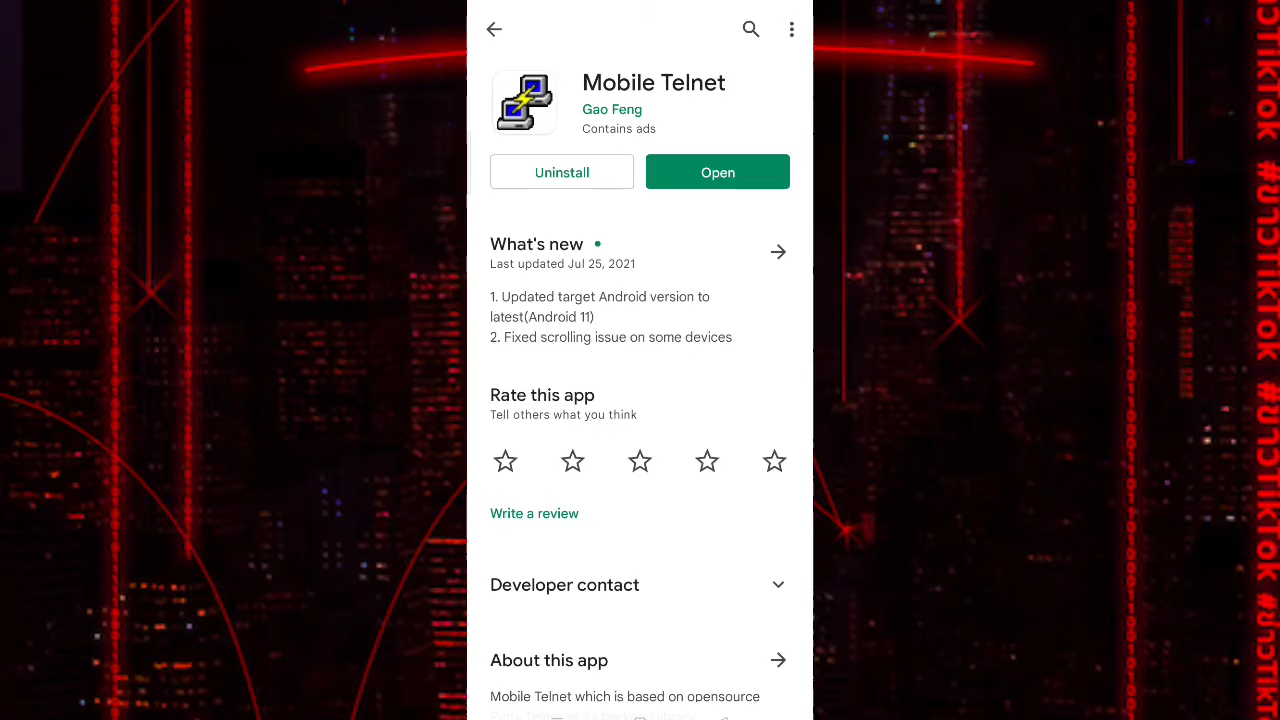 Mobile Telnet
Gao Feng
Contains ads
Uninstall
Open
What's new
Last updated Jul 25, 2021
1. Updated target Android version to
latest(Android 11)
2. Fixed scrolling issue on some devices
Rate this app
Tell others what you think
Write a review
Developer contact
About this app
Mobile Telnet which is based on opensource